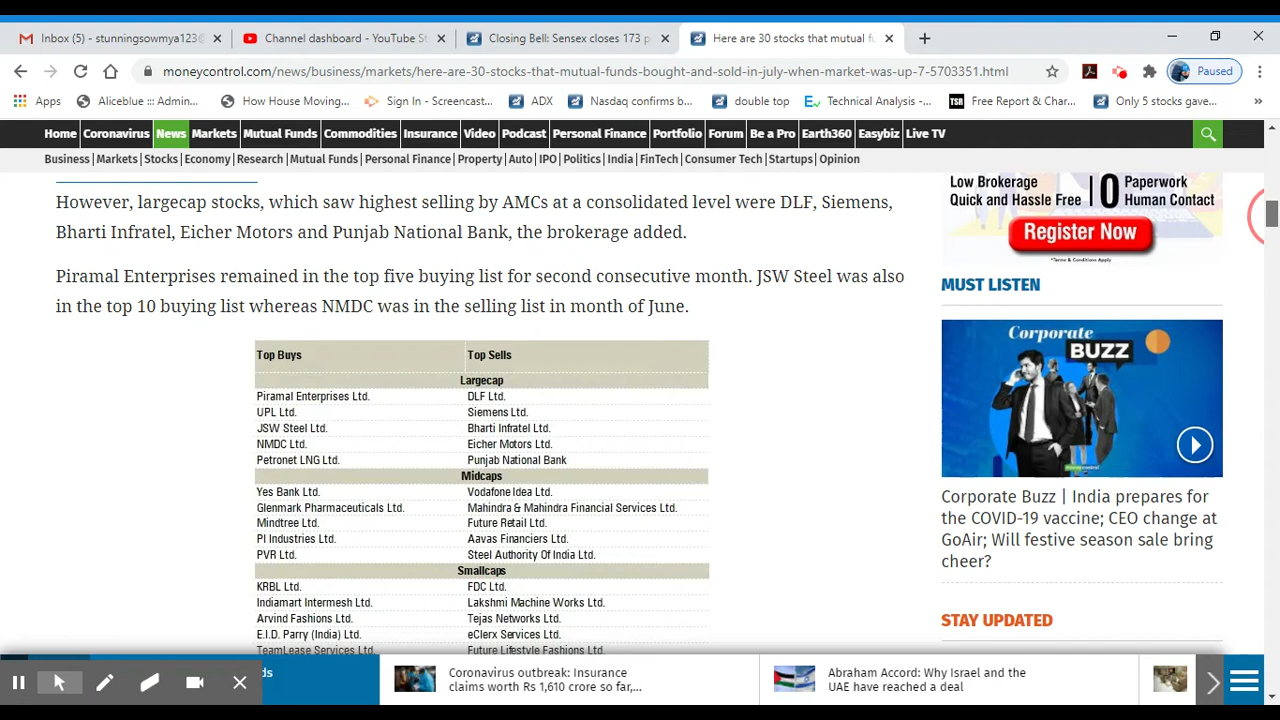 Inbox (5) - stunningsowmya123
Channel dashboard - YouTube St
Closing Bell: Sensex closes 173 p
Here are 30 stocks that mutual fu
moneycontrol.com/news/business/markets/here-are-30-stocks-that-mutual-funds-bought-and-sold-in-july-when-market-was-up-7-5703351.html
Paused
Apps
Aliceblue ::: Admin...
How House Moving...
Sign In - Screencast...
ADX
Nasdaq confirms b...
double top
Technical Analysis -...
TSR
Free Report & Char...
Only 5 stocks gave...
»
Home Coronavirus News Markets Mutual Funds Commodities Insurance Video Podcast Personal Finance Portfolio Forum Be a Pro Earth360 Easybiz Live TV
Business | Markets | Stocks | Economy | Research | Mutual Funds | Personal Finance | Property | Auto | IPO | Politics | India | FinTech | Consumer Tech | Startups | Opinion
However, largecap stocks, which saw highest selling by AMCs at a consolidated level were DLF, Siemens,
Bharti Infratel, Eicher Motors and Punjab National Bank, the brokerage added.
Piramal Enterprises remained in the top five buying list for second consecutive month. JSW Steel was also
in the top 10 buying list whereas NMDC was in the selling list in month of June.
Top Buys Top Sells
Largecap
Piramal Enterprises Ltd. DLF Ltd.
UPL Ltd. Siemens Ltd.
JSW Steel Ltd. Bharti Infratel Ltd.
NMDC Ltd. Eicher Motors Ltd.
Petronet LNG Ltd. Punjab National Bank
Midcaps
Yes Bank Ltd. Vodafone Idea Ltd.
Glenmark Pharmaceuticals Ltd. Mahindra & Mahindra Financial Services Ltd.
Mindtree Ltd. Future Retail Ltd.
PI Industries Ltd. Aavas Financiers Ltd.
PVR Ltd. Steel Authority Of India Ltd.
Smallcaps
KRBL Ltd. FDC Ltd.
Indiamart Intermesh Ltd. Lakshmi Machine Works Ltd.
Arvind Fashions Ltd. Tejas Networks Ltd.
E.I.D. Parry (India) Ltd. eClerx Services Ltd.
TeamLease Services Ltd. Future Lifestyle Fashions Ltd.
Low Brokerage
Quick and Hassle Free
0
Paperwork
Human Contact
Register Now
*Terms & Conditions Apply
MUST LISTEN
Corporate
BUZZ
moneycontrol
Corporate Buzz | India prepares for
the COVID-19 vaccine; CEO change at
GoAir; Will festive season sale bring
cheer?
STAY UPDATED
ds
Coronavirus outbreak: Insurance
claims worth Rs 1,610 crore so far,...
Abraham Accord: Why Israel and the
UAE have reached a deal